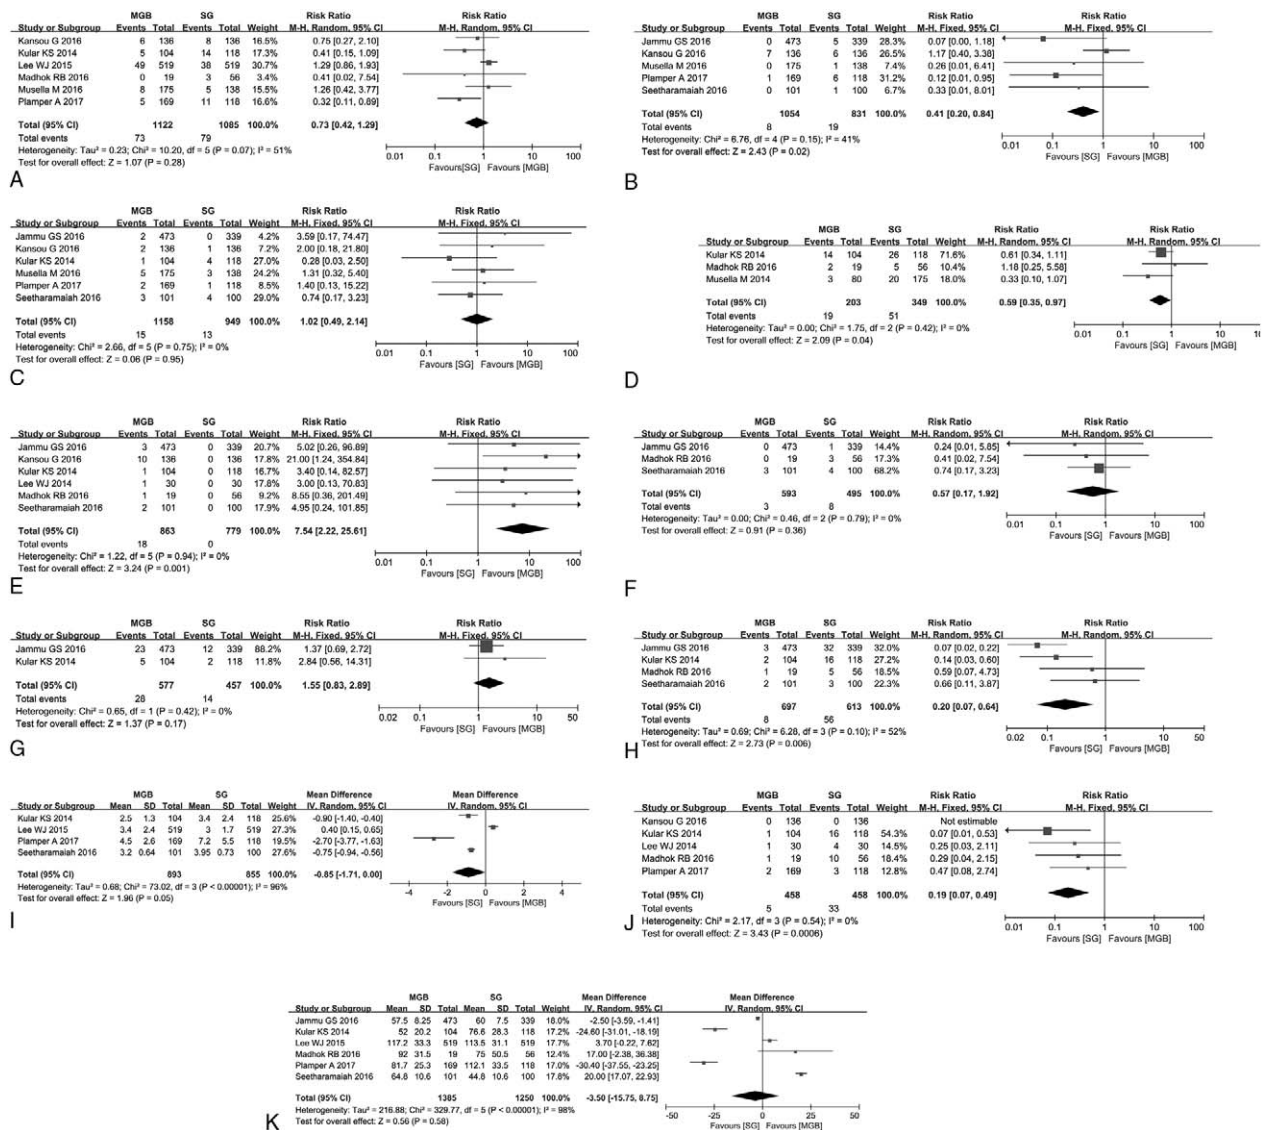 MGB SG Risk Ratio Risk Ratio
Study or Subgroup Events Total Events Total Weight M-H, Random, 95% CI M-H, Random, 95% CI
Kansou G 2016 6 136 8 136 16.5% 0.75 [0.27, 2.10]
Kular KS 2014 5 104 14 118 17.3% 0.41 [0.15, 1.09]
Lee WJ 2015 49 519 38 519 30.7% 1.29 [0.86, 1.93]
Madhok RB 2016 0 19 3 56 3.4% 0.41 [0.02, 7.54]
Musella M 2016 8 175 5 138 15.5% 1.26 [0.42, 3.77]
Plamper A 2017 5 169 11 118 16.6% 0.32 [0.11, 0.89]
Total (95% CI) 1122 1085 100.0% 0.73 [0.42, 1.29]
Total events 73 79
Heterogeneity: Tau² = 0.23; Chi² = 10.20, df = 5 (P = 0.07); I² = 51%
Test for overall effect: Z = 1.07 (P = 0.28)
0.01 0.1 1 10 100
Favours[SG] Favours [MGB]
A
MGB SG Risk Ratio Risk Ratio
Study or Subgroup Events Total Events Total Weight M-H, Random, 95% CI M-H, Random, 95% CI
Jammu GS 2016 0 473 5 339 28.3% 0.07 [0.00, 1.18]
Kansou G 2016 7 136 6 136 26.4% 1.17 [0.40, 3.38]
Musella M 2016 0 175 1 138 7.4% 0.26 [0.01, 6.41]
Plamper A 2017 1 169 6 118 31.2% 0.12 [0.01, 0.95]
Seetharamaiah 2016 0 101 1 100 6.7% 0.33 [0.01, 8.01]
Total (95% CI) 1054 831 100.0% 0.41 [0.20, 0.84]
Total events 8 19
Heterogeneity: Chi² = 6.76, df = 4 (P = 0.15); I² = 41%
Test for overall effect: Z = 2.43 (P = 0.02)
0.01 0.1 1 10 100
Favours [SG] Favours [MGB]
B
MGB SG Risk Ratio Risk Ratio
Study or Subgroup Events Total Events Total Weight M-H, Fixed, 95% CI M-H, Fixed, 95% CI
Jammu GS 2016 2 473 0 339 4.2% 3.59 [0.17, 74.47]
Kansou G 2016 2 136 1 136 7.2% 2.00 [0.18, 21.80]
Kular KS 2014 1 104 4 118 27.0% 0.28 [0.03, 2.50]
Musella M 2016 5 175 3 138 24.2% 1.31 [0.32, 5.40]
Plamper A 2017 2 169 1 118 8.5% 1.40 [0.13, 15.22]
Seetharamaiah 2016 3 101 4 100 29.0% 0.74 [0.17, 3.23]
Total (95% CI) 1158 949 100.0% 1.02 [0.49, 2.14]
Total events 15 13
Heterogeneity: Chi² = 2.66, df = 5 (P = 0.75); I² = 0%
Test for overall effect: Z = 0.06 (P = 0.95)
0.01 0.1 1 10 100
Favours [SG] Favours [MGB]
C
MGB SG Risk Ratio Risk Ratio
Study or Subgroup Events Total Events Total Weight M-H, Random, 95% CI M-H, Random, 95% CI
Kular KS 2014 14 104 26 118 71.6% 0.61 [0.34, 1.11]
Madhok RB 2016 2 19 5 56 10.4% 1.18 [0.25, 5.58]
Musella M 2014 3 80 20 175 18.0% 0.33 [0.10, 1.07]
Total (95% CI) 203 349 100.0% 0.59 [0.35, 0.97]
Total events 19 51
Heterogeneity: Tau² = 0.00; Chi² = 1.75, df = 2 (P = 0.42); I² = 0%
Test for overall effect: Z = 2.09 (P = 0.04)
0.01 0.1 1 10
Favours [SG] Favours [MGB]
D
MGB SG Risk Ratio Risk Ratio
Study or Subgroup Events Total Events Total Weight M-H, Fixed, 95% CI M-H, Fixed, 95% CI
Jammu GS 2016 3 473 0 339 20.7% 5.02 [0.26, 96.89]
Kansou G 2016 10 136 0 136 17.8% 21.00 [1.24, 354.84]
Kular KS 2014 1 104 0 118 16.7% 3.40 [0.14, 82.57]
Lee WJ 2014 1 30 0 30 17.8% 3.00 [0.13, 70.83]
Madhok RB 2016 1 19 0 56 9.2% 8.55 [0.36, 201.49]
Seetharamaiah 2016 2 101 0 100 17.9% 4.95 [0.24, 101.85]
Total (95% CI) 863 779 100.0% 7.54 [2.22, 25.61]
Total events 18 0
Heterogeneity: Chi² = 1.22, df = 5 (P = 0.94); I² = 0%
Test for overall effect: Z = 3.24 (P = 0.001)
0.01 0.1 1 10 100
Favours [SG] Favours [MGB]
E
MGB SG Risk Ratio Risk Ratio
Study or Subgroup Events Total Events Total Weight M-H, Random, 95% CI M-H, Random, 95% CI
Jammu GS 2016 0 473 1 339 14.4% 0.24 [0.01, 5.85]
Madhok RB 2016 0 19 3 56 17.3% 0.41 [0.02, 7.54]
Seetharamaiah 2016 3 101 4 100 68.2% 0.74 [0.17, 3.23]
Total (95% CI) 593 495 100.0% 0.57 [0.17, 1.92]
Total events 3 8
Heterogeneity: Tau² = 0.00; Chi² = 0.46, df = 2 (P = 0.79); I² = 0%
Test for overall effect: Z = 0.91 (P = 0.36)
0.01 0.1 1 10 100
Favours [SG] Favours [MGB]
F
MGB SG Risk Ratio Risk Ratio
Study or Subgroup Events Total Events Total Weight M-H, Fixed, 95% CI M-H, Fixed, 95% CI
Jammu GS 2016 23 473 12 339 88.2% 1.37 [0.69, 2.72]
Kular KS 2014 5 104 2 118 11.8% 2.84 [0.56, 14.31]
Total (95% CI) 577 457 100.0% 1.55 [0.83, 2.89]
Total events 28 14
Heterogeneity: Chi² = 0.65, df = 1 (P = 0.42); I² = 0%
Test for overall effect: Z = 1.37 (P = 0.17)
0.02 0.1 1 10 50
Favours [SG] Favours [MGB]
G
MGB SG Risk Ratio Risk Ratio
Study or Subgroup Events Total Events Total Weight M-H, Random, 95% CI M-H, Random, 95% CI
Jammu GS 2016 3 473 32 339 32.0% 0.07 [0.02, 0.22]
Kular KS 2014 2 104 16 118 27.2% 0.14 [0.03, 0.60]
Madhok RB 2016 1 19 5 56 18.5% 0.59 [0.07, 4.73]
Seetharamaiah 2016 2 101 3 100 22.3% 0.66 [0.11, 3.87]
Total (95% CI) 697 613 100.0% 0.20 [0.07, 0.64]
Total events 8 56
Heterogeneity: Tau² = 0.69; Chi² = 6.28, df = 3 (P = 0.10); I² = 52%
Test for overall effect: Z = 2.73 (P = 0.006)
0.02 0.1 1 10 50
Favours [SG] Favours [MGB]
H
MGB SG Mean Difference Mean Difference
Study or Subgroup Mean SD Total Mean SD Total Weight IV, Random, 95% CI IV, Random, 95% CI
Kular KS 2014 2.5 1.3 104 3.4 2.4 118 25.6% -0.90 [-1.40, -0.40]
Lee WJ 2015 3.4 2.4 519 3 1.7 519 27.3% 0.40 [0.15, 0.65]
Plamper A 2017 4.5 2.6 169 7.2 5.5 118 19.5% -2.70 [-3.77, -1.63]
Seetharamaiah 2016 3.2 0.64 101 3.95 0.73 100 27.6% -0.75 [-0.94, -0.56]
Total (95% CI) 893 855 100.0% -0.85 [-1.71, 0.00]
Heterogeneity: Tau² = 0.68; Chi² = 73.02, df = 3 (P < 0.00001); I² = 96%
Test for overall effect: Z = 1.96 (P = 0.05)
-4 -2 0 2 4
Favours [SG] Favours [MGB]
I
MGB SG Risk Ratio Risk Ratio
Study or Subgroup Events Total Events Total Weight M-H, Fixed, 95% CI M-H, Fixed, 95% CI
Kansou G 2016 0 136 0 136 Not estimable
Kular KS 2014 1 104 16 118 54.3% 0.07 [0.01, 0.53]
Lee WJ 2014 1 30 4 30 14.5% 0.25 [0.03, 2.11]
Madhok RB 2016 1 19 10 56 18.4% 0.29 [0.04, 2.15]
Plamper A 2017 2 169 3 118 12.8% 0.47 [0.08, 2.74]
Total (95% CI) 458 458 100.0% 0.19 [0.07, 0.49]
Total events 5 33
Heterogeneity: Chi² = 2.17, df = 3 (P = 0.54); I² = 0%
Test for overall effect: Z = 3.43 (P = 0.0006)
0.01 0.1 1 10 100
Favours [SG] Favours [MGB]
J
MGB SG Mean Difference Mean Difference
Study or Subgroup Mean SD Total Mean SD Total Weight IV, Random, 95% CI IV, Random, 95% CI
Jammu GS 2016 57.5 8.25 473 60 7.5 339 18.0% -2.50 [-3.59, -1.41]
Kular KS 2014 52 20.2 104 76.6 28.3 118 17.2% -24.60 [-31.01, -18.19]
Lee WJ 2015 117.2 33.3 519 113.5 31.1 519 17.7% 3.70 [-0.22, 7.62]
Madhok RB 2016 92 31.5 19 75 50.5 56 12.4% 17.00 [-2.38, 36.38]
Plamper A 2017 81.7 25.3 169 112.1 33.5 118 17.0% -30.40 [-37.55, -23.25]
Seetharamaiah 2016 64.8 10.6 101 44.8 10.6 100 17.8% 20.00 [17.07, 22.93]
Total (95% CI) 1385 1250 100.0% -3.50 [-15.75, 8.75]
Heterogeneity: Tau² = 216.88; Chi² = 329.77, df = 5 (P < 0.00001); I² = 98%
Test for overall effect: Z = 0.56 (P = 0.58)
-50 -25 0 25 50
Favours [SG] Favours [MGB]
K